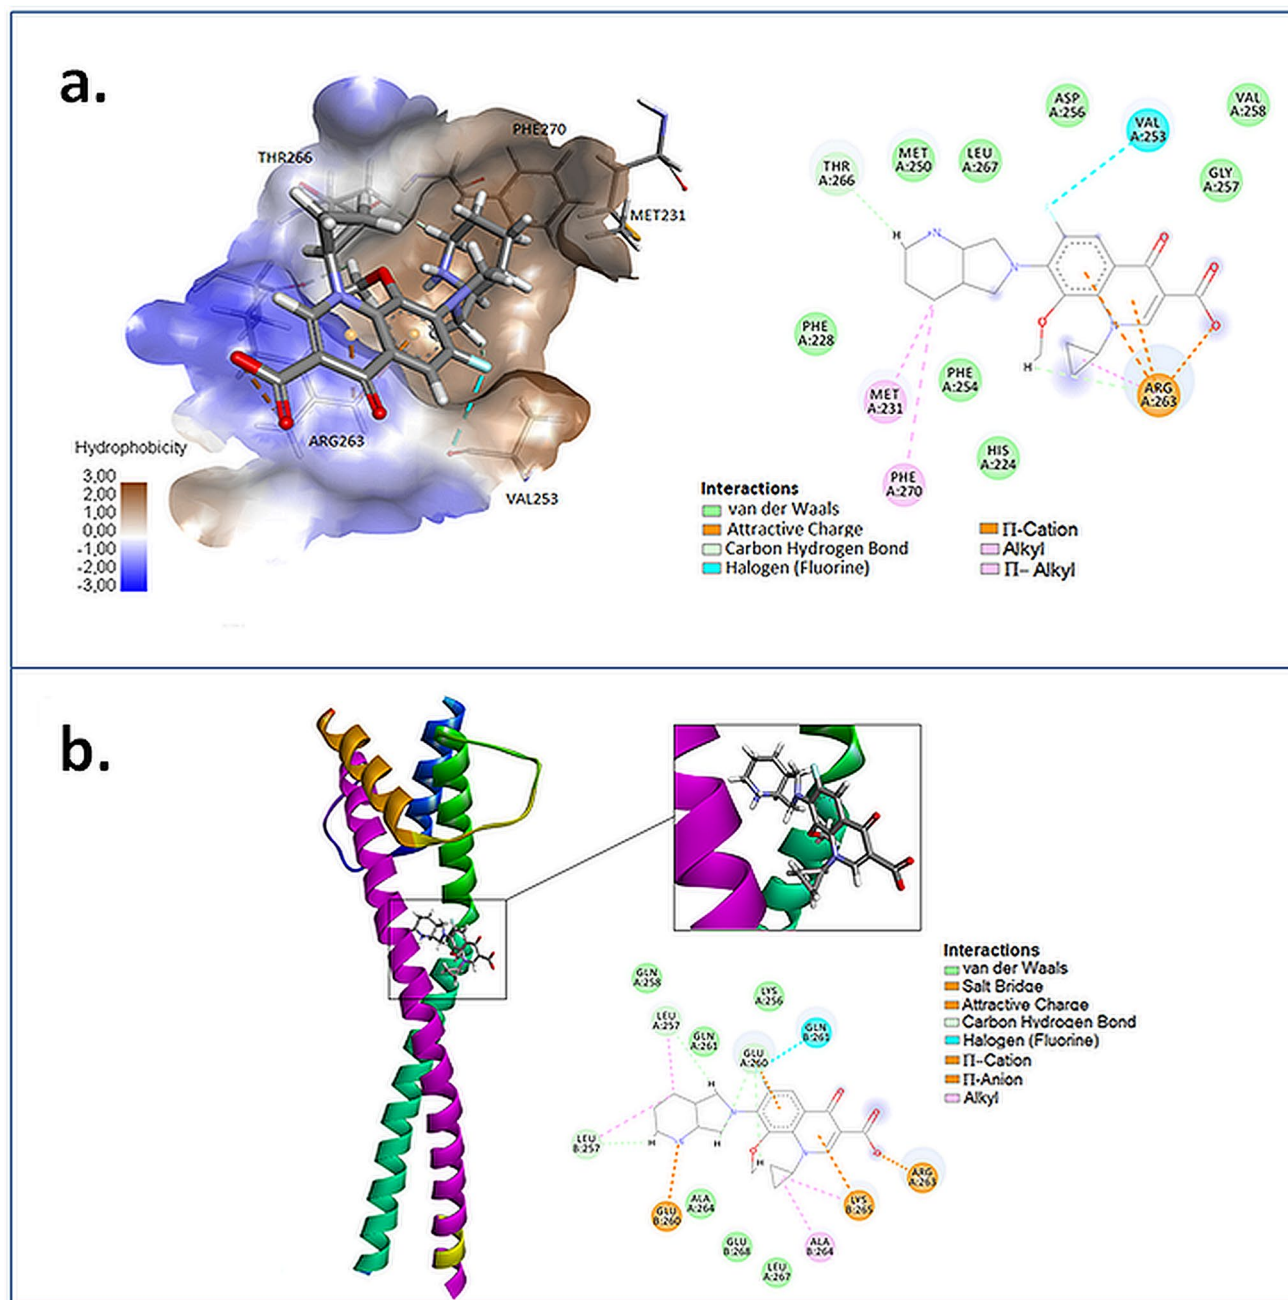 a.
PHE270
THR266
MET231
ARG263
VAL253
Hydrophobicity
3,00
2,00
1,00
0,00
-1,00
-2,00
-3,00
ASP
A:256
VAL
A:253
VAL
A:258
THR
A:266
MET
A:250
LEU
A:267
GLY
A:257
H
N
N
O
O
O
O
N
H
PHE
A:228
MET
A:231
PHE
A:254
ARG
A:263
PHE
A:270
HIS
A:224
Interactions
van der Waals
Attractive Charge
Carbon Hydrogen Bond
Halogen (Fluorine)
Π-Cation
Alkyl
Π- Alkyl
b.
GLN
A:258
LYS
A:256
LEU
A:257
GLN
A:261
GLU
A:260
GLN
B:261
H
N
H
H
N
O
O
O
O
N
H
LEU
B:257
GLU
B:260
ALA
A:264
GLU
B:268
LEU
A:267
ALA
B:264
LYS
B:265
ARG
A:263
Interactions
van der Waals
Salt Bridge
Attractive Charge
Carbon Hydrogen Bond
Halogen (Fluorine)
Π-Cation
Π-Anion
Alkyl